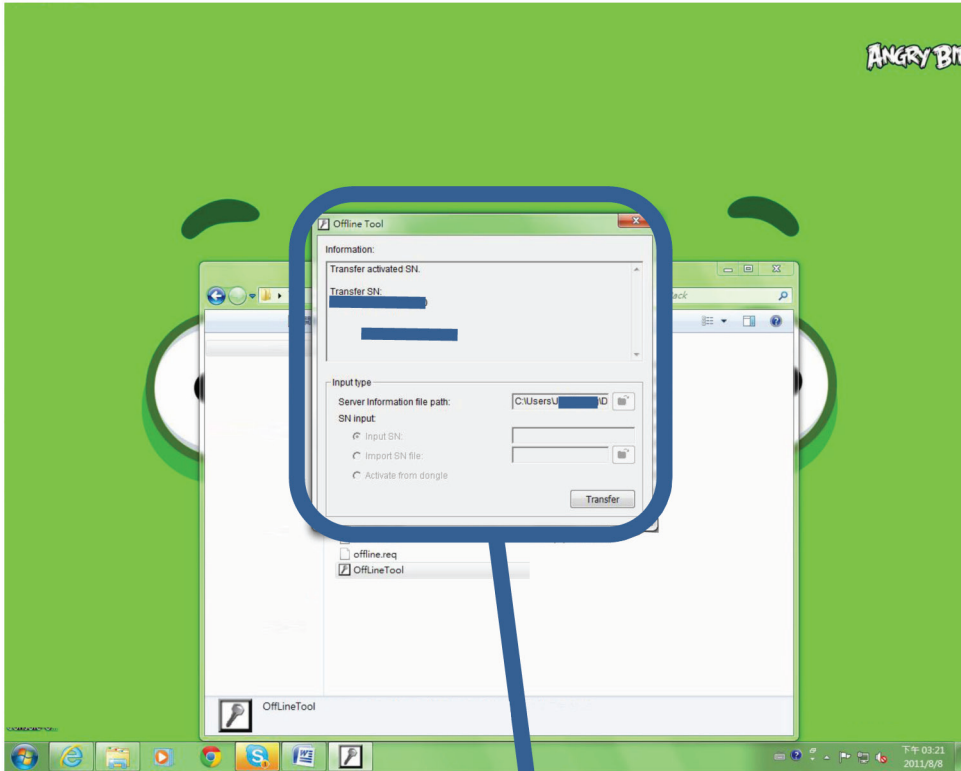 ANGRY BI
Offline Tool
Information:
Transfer activated SN.
Transfer SN:
Input type
Server Information file path:
C:\Users\
\D
SN input:
Input SN:
Import SN file:
Activate from dongle
Transfer
offline.req
OffLineTool
OffLineTool
下午 03:21
2011/8/8